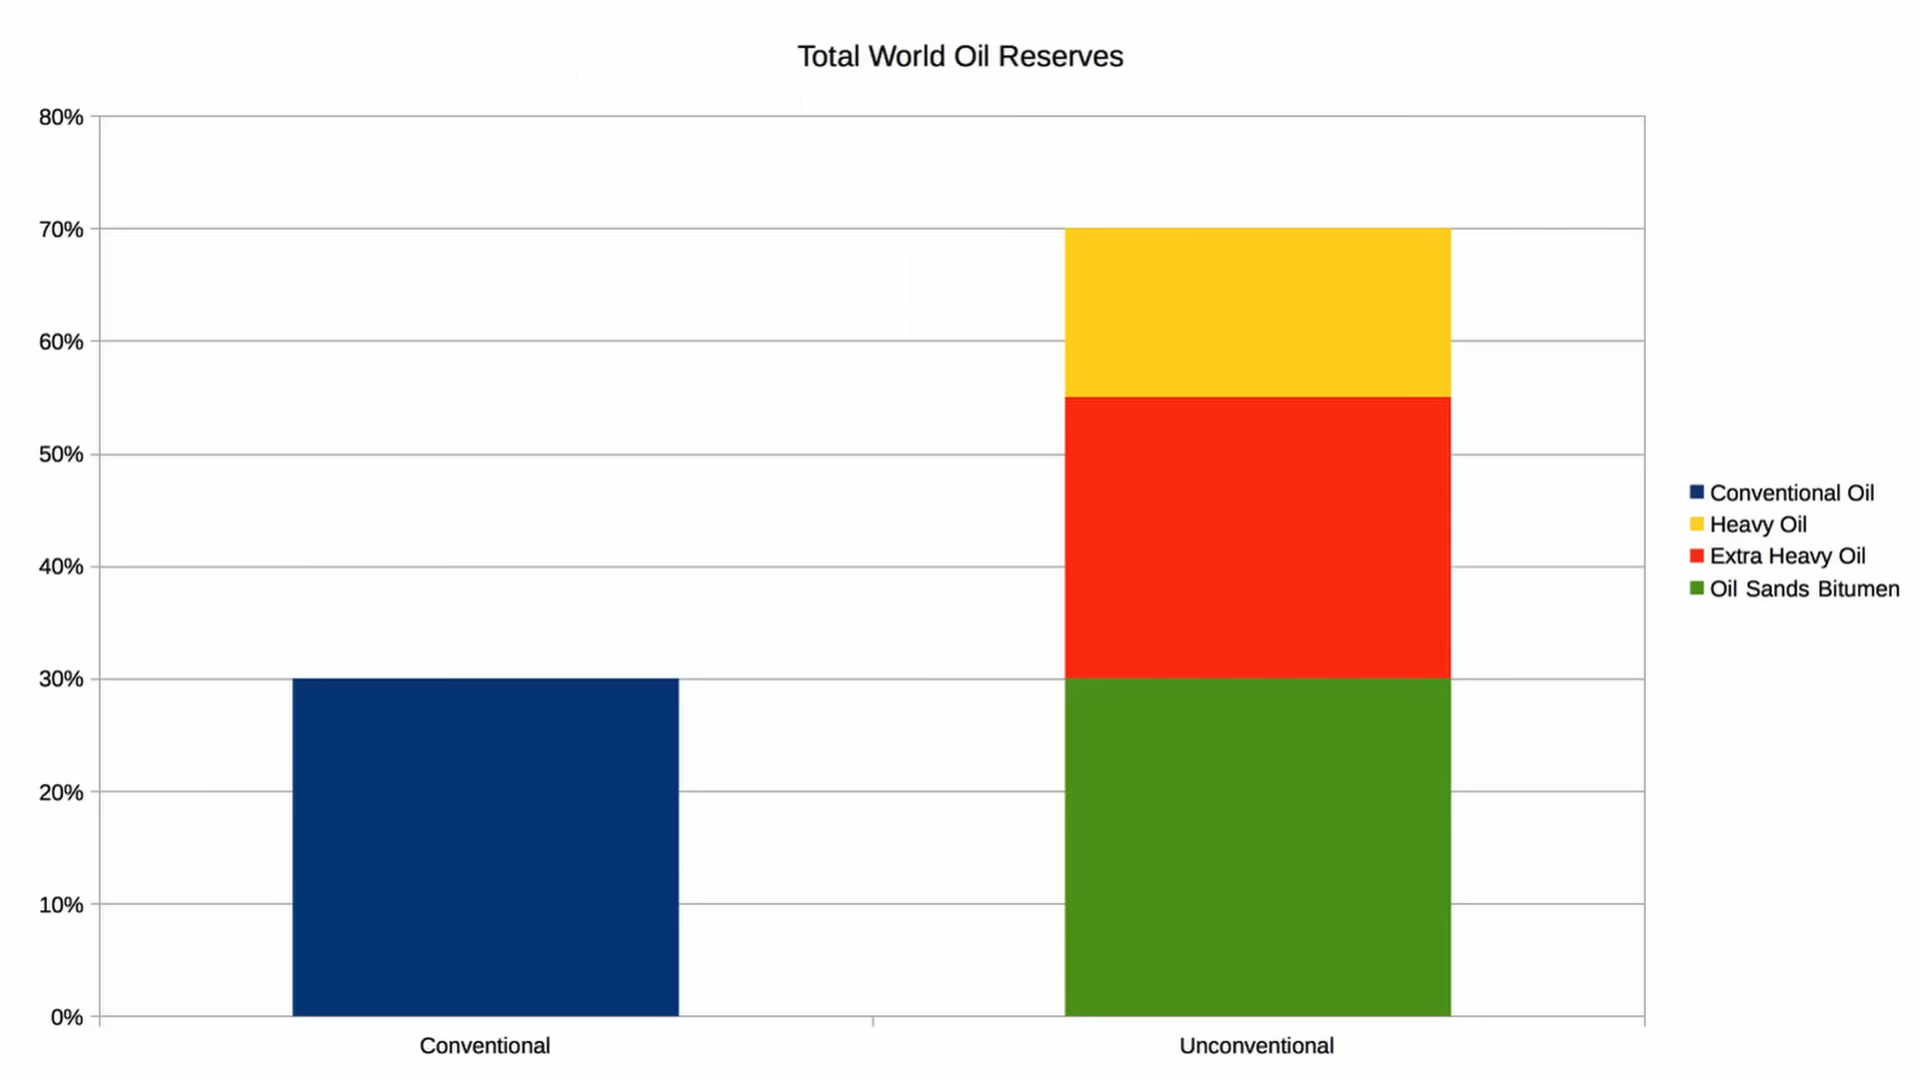 Total World Oil Reserves
80%
70%
60%
50%
40%
30%
20%
10%
0%
Conventional
Unconventional
Conventional Oil
Heavy Oil
Extra Heavy Oil
Oil Sands Bitumen